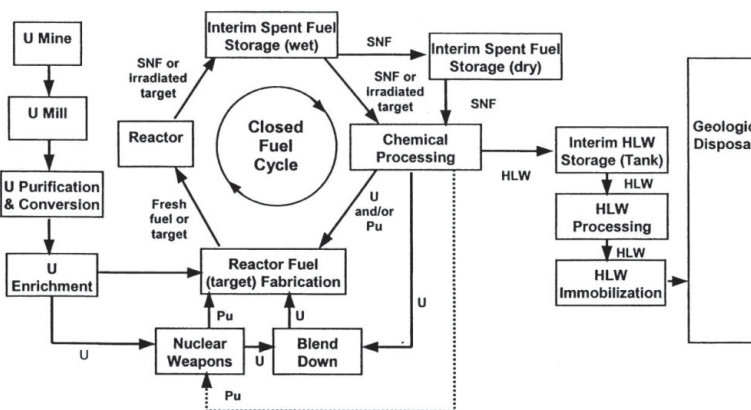 U Mine
U Mill
U Purification
& Conversion
U
Enrichment
U
Interim Spent Fuel
Storage (wet)
SNF
Interim Spent Fuel
Storage (dry)
SNF
SNF or
irradiated
target
SNF or
irradiated
target
Reactor
Closed
Fuel
Cycle
Chemical
Processing
HLW
Fresh
fuel or
target
U
and/or
Pu
Reactor Fuel
(target) Fabrication
Pu
U
U
Nuclear
Weapons
U
Blend
Down
Pu
Interim HLW
Storage (Tank)
HLW
HLW
Processing
HLW
HLW
Immobilization
Geologic
Disposa